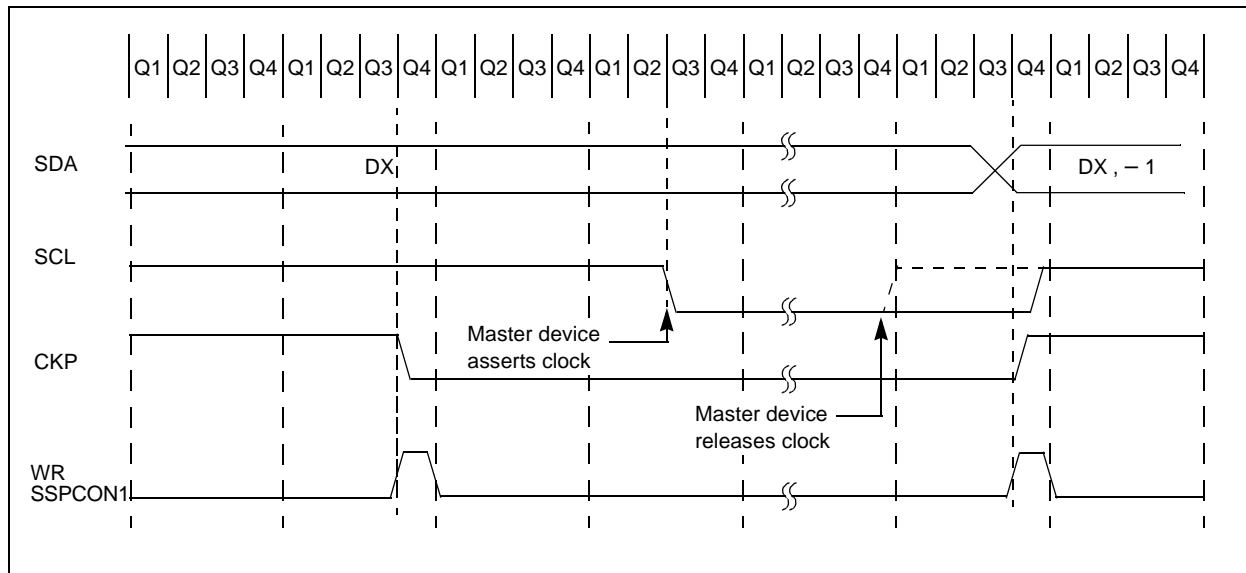 Q1 Q2 Q3 Q4 Q1 Q2 Q3 Q4 Q1 Q2 Q3 Q4 Q1 Q2 Q3 Q4 Q1 Q2 Q3 Q4 Q1 Q2 Q3 Q4 Q1 Q2 Q3 Q4
SDA
DX
DX , – 1
SCL
Master device
asserts clock
CKP
Master device
releases clock
WR
SSPCON1